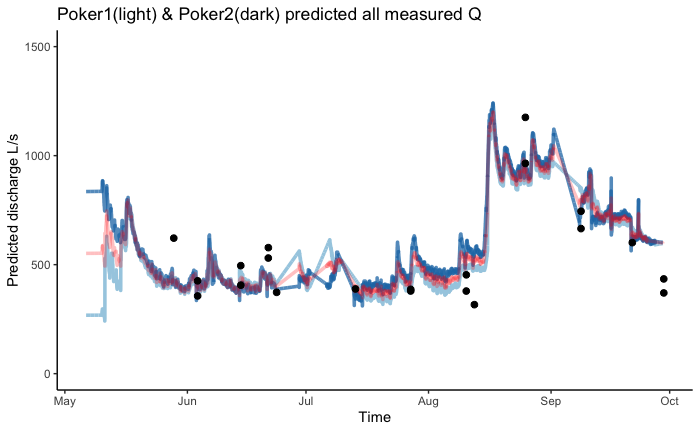 Poker1(light) & Poker2(dark) predicted all measured Q
Predicted discharge L/s
1500
1000
500
0
May Jun Jul Aug Sep Oct
Time